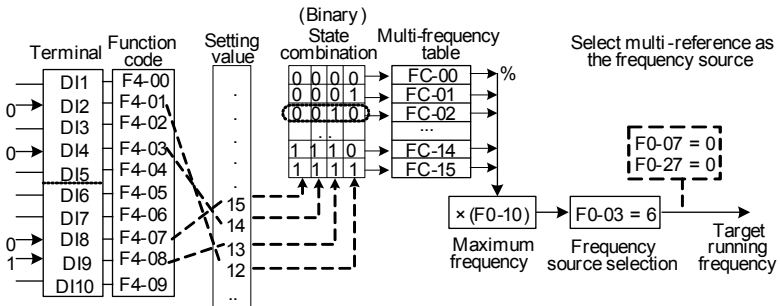 (Binary)
Terminal
Function
code
Setting
value
State
combination
Multi-frequency
table
Select multi-reference as
the frequency source
DI1
DI2
DI3
DI4
DI5
DI6
DI7
DI8
DI9
DI10
0
0
0
1
F4-00
F4-01
F4-02
F4-03
F4-04
F4-05
F4-06
F4-07
F4-08
F4-09
.
.
.
.
.
15
14
13
12
..
0 0 0 0
0 0 0 1
0 0 1 0
..
1 1 1 0
1 1 1 1
FC-00
FC-01
FC-02
...
FC-14
FC-15
%
F0-07 = 0
F0-27 = 0
×(F0-10)
F0-03 = 6
Maximum
frequency
Frequency
source selection
Target
running
frequency